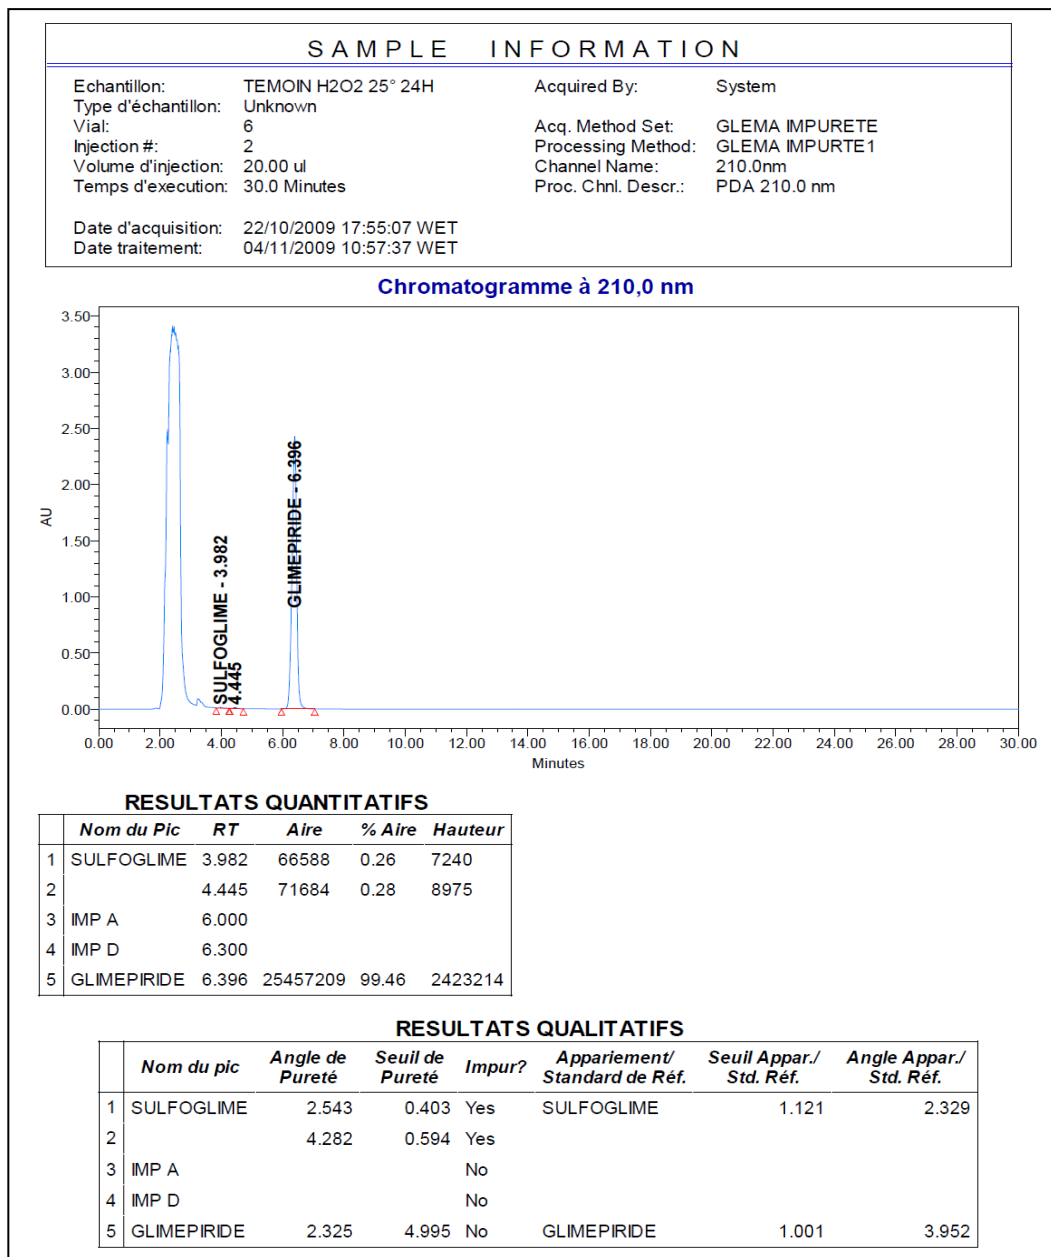 SAMPLE INFORMATION
Echantillon: TEMOIN H2O2 25° 24H Acquired By: System
Type d'échantillon: Unknown
Vial: 6 Acq. Method Set: GLEMA IMPURETE
Injection #: 2 Processing Method: GLEMA IMPURTE1
Volume d'injection: 20.00 ul Channel Name: 210.0nm
Temps d'execution: 30.0 Minutes Proc. Chnl. Descr.: PDA 210.0 nm
Date d'acquisition: 22/10/2009 17:55:07 WET
Date traitement: 04/11/2009 10:57:37 WET
Chromatogramme à 210,0 nm
3.50
3.00
2.50
2.00
1.50
1.00
0.50
0.00
AU
SULFOGLIME - 3.982
4.445
GLIMEPIRIDE - 6.396
0.00 2.00 4.00 6.00 8.00 10.00 12.00 14.00 16.00 18.00 20.00 22.00 24.00 26.00 28.00 30.00
Minutes
RESULTATS QUANTITATIFS
Nom du Pic RT Aire % Aire Hauteur
1 SULFOGLIME 3.982 66588 0.26 7240
2 4.445 71684 0.28 8975
3 IMP A 6.000
4 IMP D 6.300
5 GLIMEPIRIDE 6.396 25457209 99.46 2423214
RESULTATS QUALITATIFS
Nom du pic Angle de Pureté Seuil de Pureté Impur? Appariement/ Standard de Réf. Seuil Appar./ Std. Réf. Angle Appar./ Std. Réf.
1 SULFOGLIME 2.543 0.403 Yes SULFOGLIME 1.121 2.329
2 4.282 0.594 Yes
3 IMP A No
4 IMP D No
5 GLIMEPIRIDE 2.325 4.995 No GLIMEPIRIDE 1.001 3.952